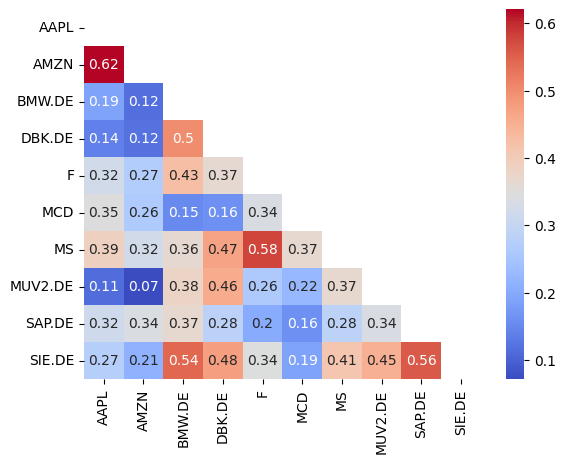 AAPL
AMZN 0.62
BMW.DE 0.19 0.12
DBK.DE 0.14 0.12 0.5
F 0.32 0.27 0.43 0.37
MCD 0.35 0.26 0.15 0.16 0.34
MS 0.39 0.32 0.36 0.47 0.58 0.37
MUV2.DE 0.11 0.07 0.38 0.46 0.26 0.22 0.37
SAP.DE 0.32 0.34 0.37 0.28 0.2 0.16 0.28 0.34
SIE.DE 0.27 0.21 0.54 0.48 0.34 0.19 0.41 0.45 0.56
AAPL AMZN BMW.DE DBK.DE F MCD MS MUV2.DE SAP.DE SIE.DE
0.6
0.5
0.4
0.3
0.2
0.1